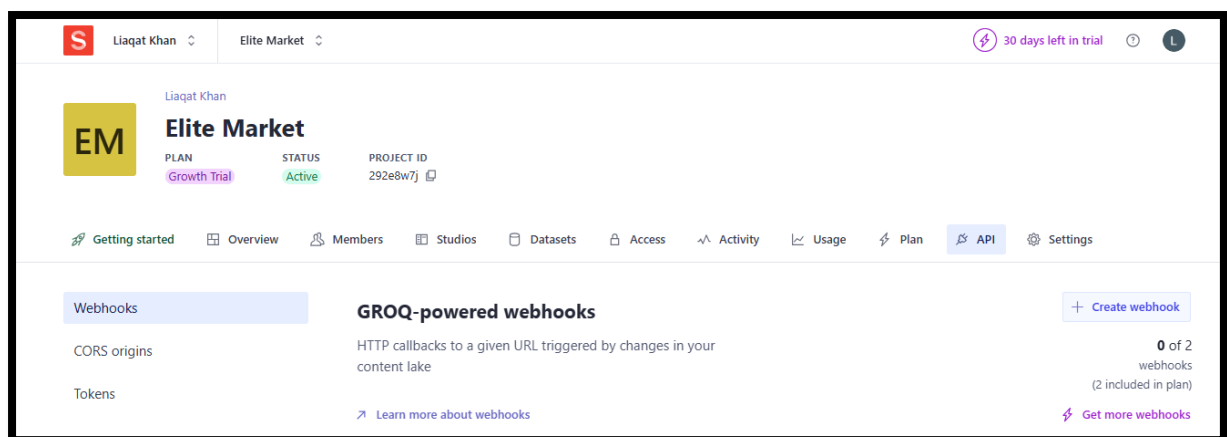 S Liaqat Khan Elite Market 30 days left in trial ? L
Liaqat Khan
EM Elite Market
PLAN STATUS PROJECT ID
Growth Trial Active 292e8w7j
Getting started Overview Members Studios Datasets Access Activity Usage Plan API Settings
Webhooks
CORS origins
Tokens
GROQ-powered webhooks
HTTP callbacks to a given URL triggered by changes in your
content lake
Learn more about webhooks
+ Create webhook
0 of 2
webhooks
(2 included in plan)
Get more webhooks